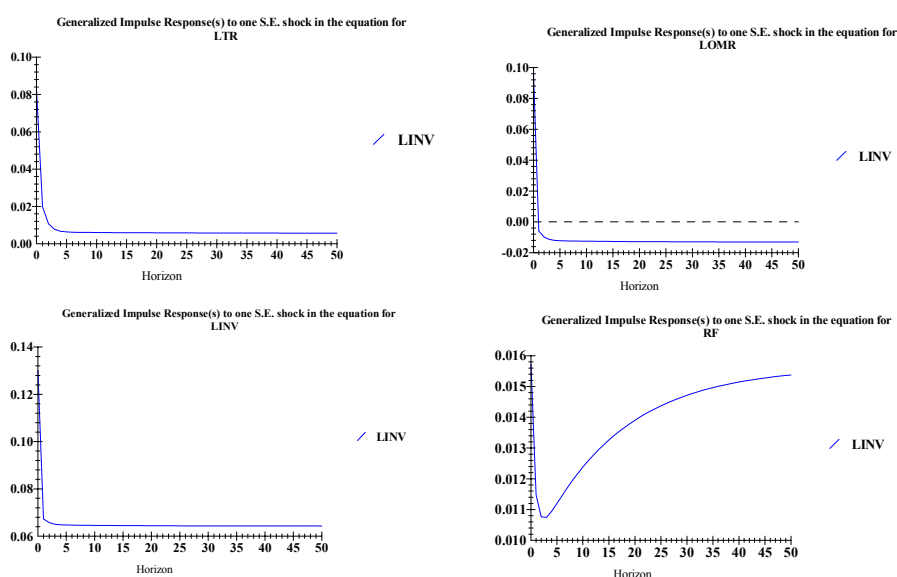 Generalized Impulse Response(s) to one S.E. shock in the equation for
LTR
0.10
0.08
0.06
0.04
0.02
0.00
0 5 10 15 20 25 30 35 40 45 50
Horizon
LINV
Generalized Impulse Response(s) to one S.E. shock in the equation for
LOMR
0.10
0.08
0.06
0.04
0.02
0.00
-0.02
0 5 10 15 20 25 30 35 40 45 50
Horizon
LINV
Generalized Impulse Response(s) to one S.E. shock in the equation for
LINV
0.14
0.12
0.10
0.08
0.06
0 5 10 15 20 25 30 35 40 45 50
Horizon
LINV
Generalized Impulse Response(s) to one S.E. shock in the equation for
RF
0.016
0.015
0.014
0.013
0.012
0.011
0.010
0 5 10 15 20 25 30 35 40 45 50
Horizon
LINV